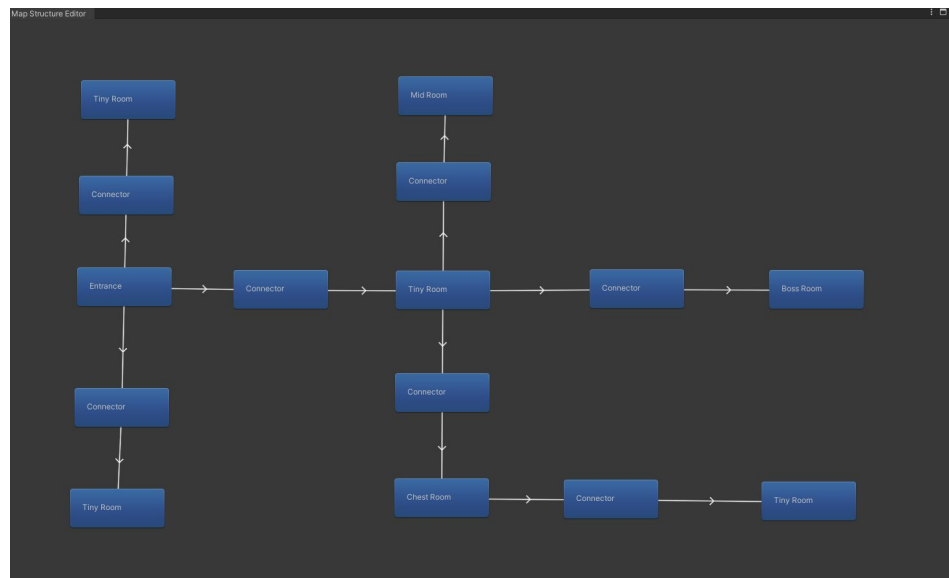 Map Structure Editor
Tiny Room
Mid Room
Connector
Connector
Entrance
Connector
Tiny Room
Connector
Boss Room
Connector
Connector
Tiny Room
Chest Room
Connector
Tiny Room